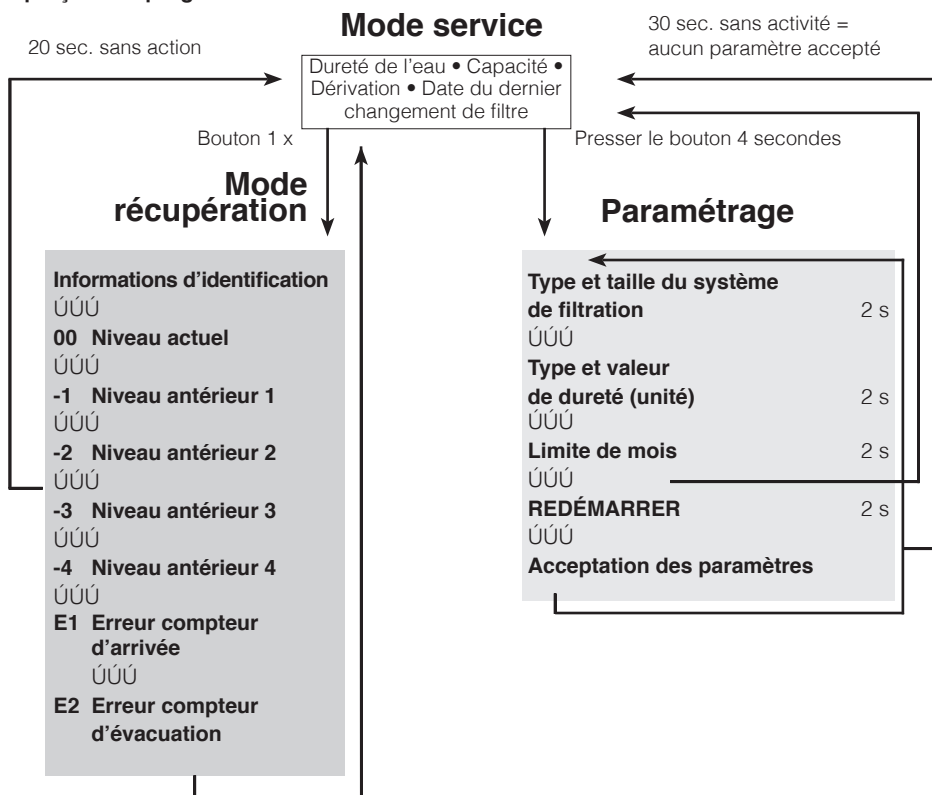 Mode service
20 sec. sans action
30 sec. sans activité =
aucun paramètre accepté
Dureté de l'eau • Capacité •
Dérivation • Date du dernier
changement de filtre
Bouton 1 x
Presser le bouton 4 secondes
Mode
récupération
Paramétrage
Informations d'identification
ÚÚÚ
00 Niveau actuel
ÚÚÚ
-1 Niveau antérieur 1
ÚÚÚ
-2 Niveau antérieur 2
ÚÚÚ
-3 Niveau antérieur 3
ÚÚÚ
-4 Niveau antérieur 4
ÚÚÚ
E1 Erreur compteur
d'arrivée
ÚÚÚ
E2 Erreur compteur
d'évacuation
Type et taille du système
de filtration 2 s
ÚÚÚ
Type et valeur
de dureté (unité) 2 s
ÚÚÚ
Limite de mois 2 s
ÚÚÚ
REDÉMARRER 2 s
ÚÚÚ
Acceptation des paramètres